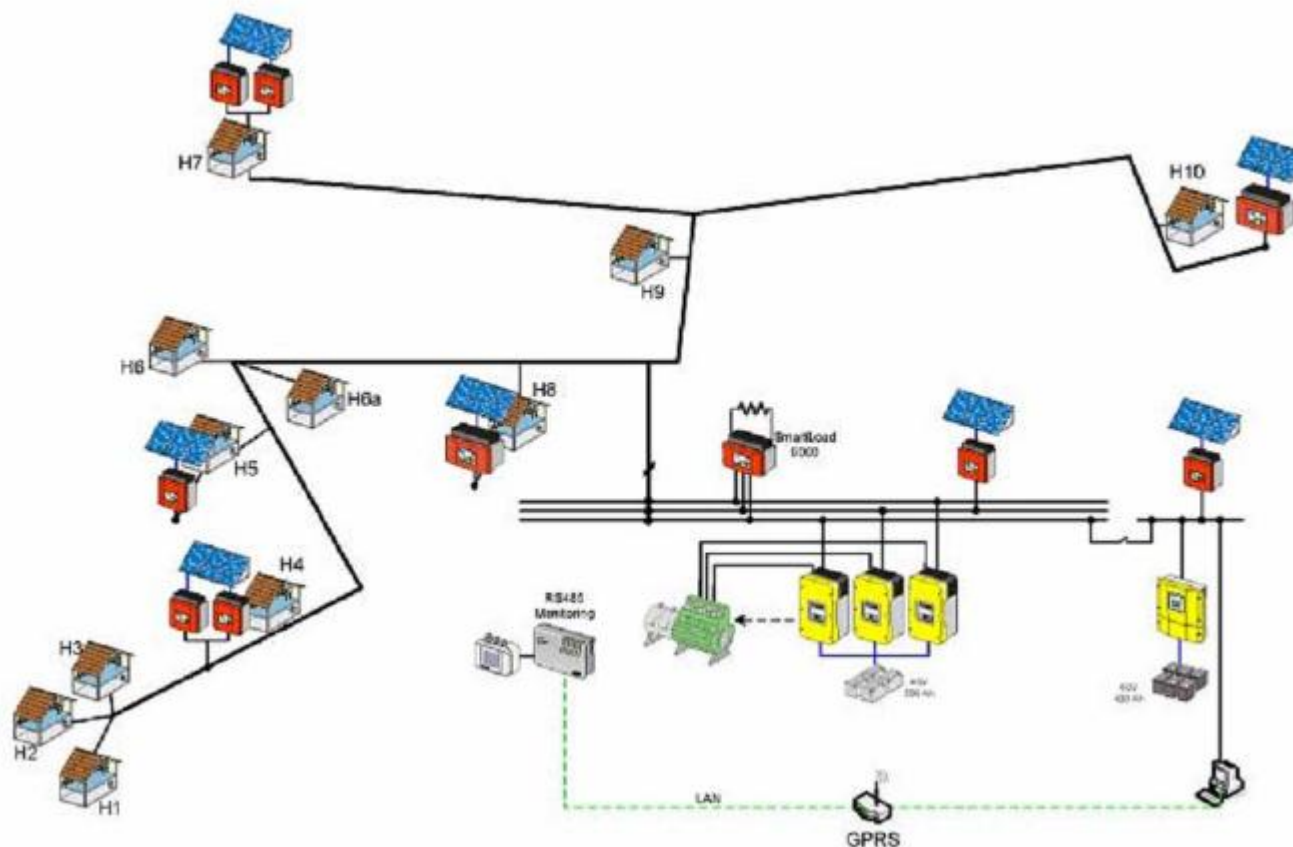 H7
H10
H9
H6
H6a
H8
H5
SmartLoad
6000
H4
RS485
Monitoring
H3
H2
H1
LAN
GPRS